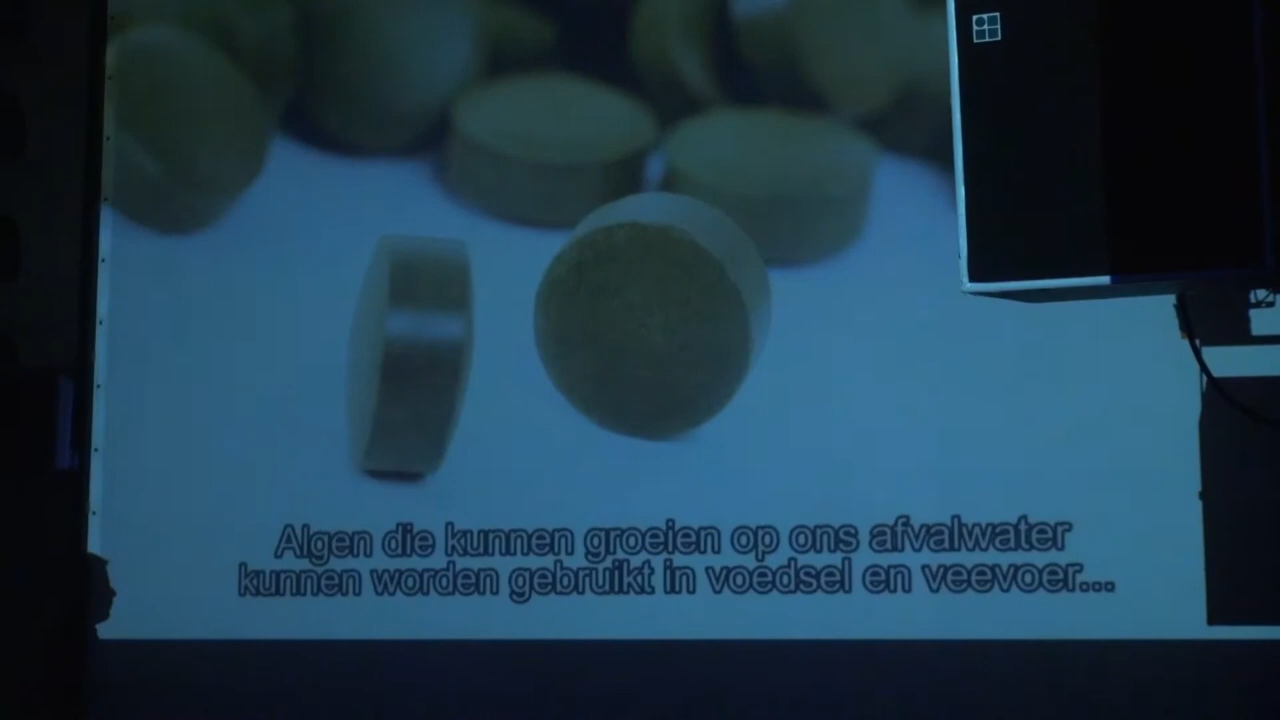 Algen die kunnen groeien op ons afvalwater
kunnen worden gebruikt in voedsel en veevoer...